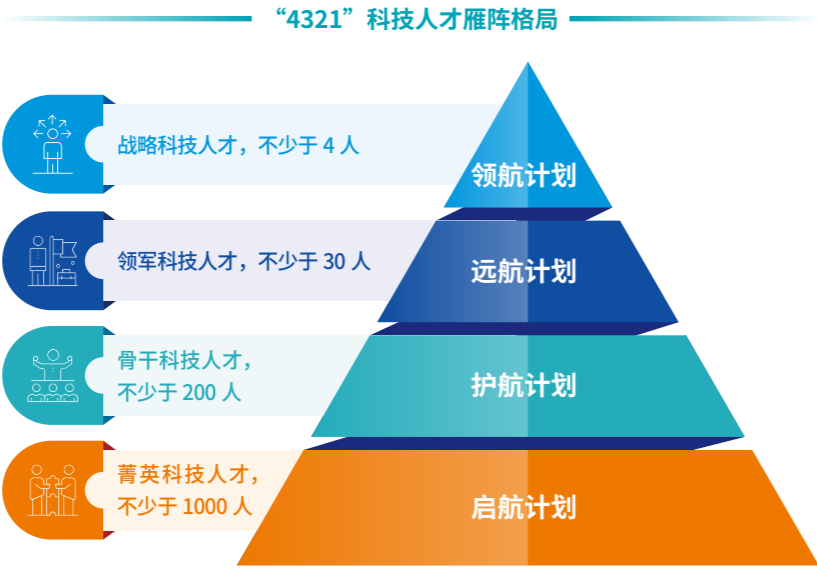 “4321”科技人才雁阵格局
战略科技人才，不少于 4 人
领航计划
领军科技人才，不少于 30 人
远航计划
骨干科技人才，
不少于 200 人
护航计划
菁英科技人才，
不少于 1000 人
启航计划